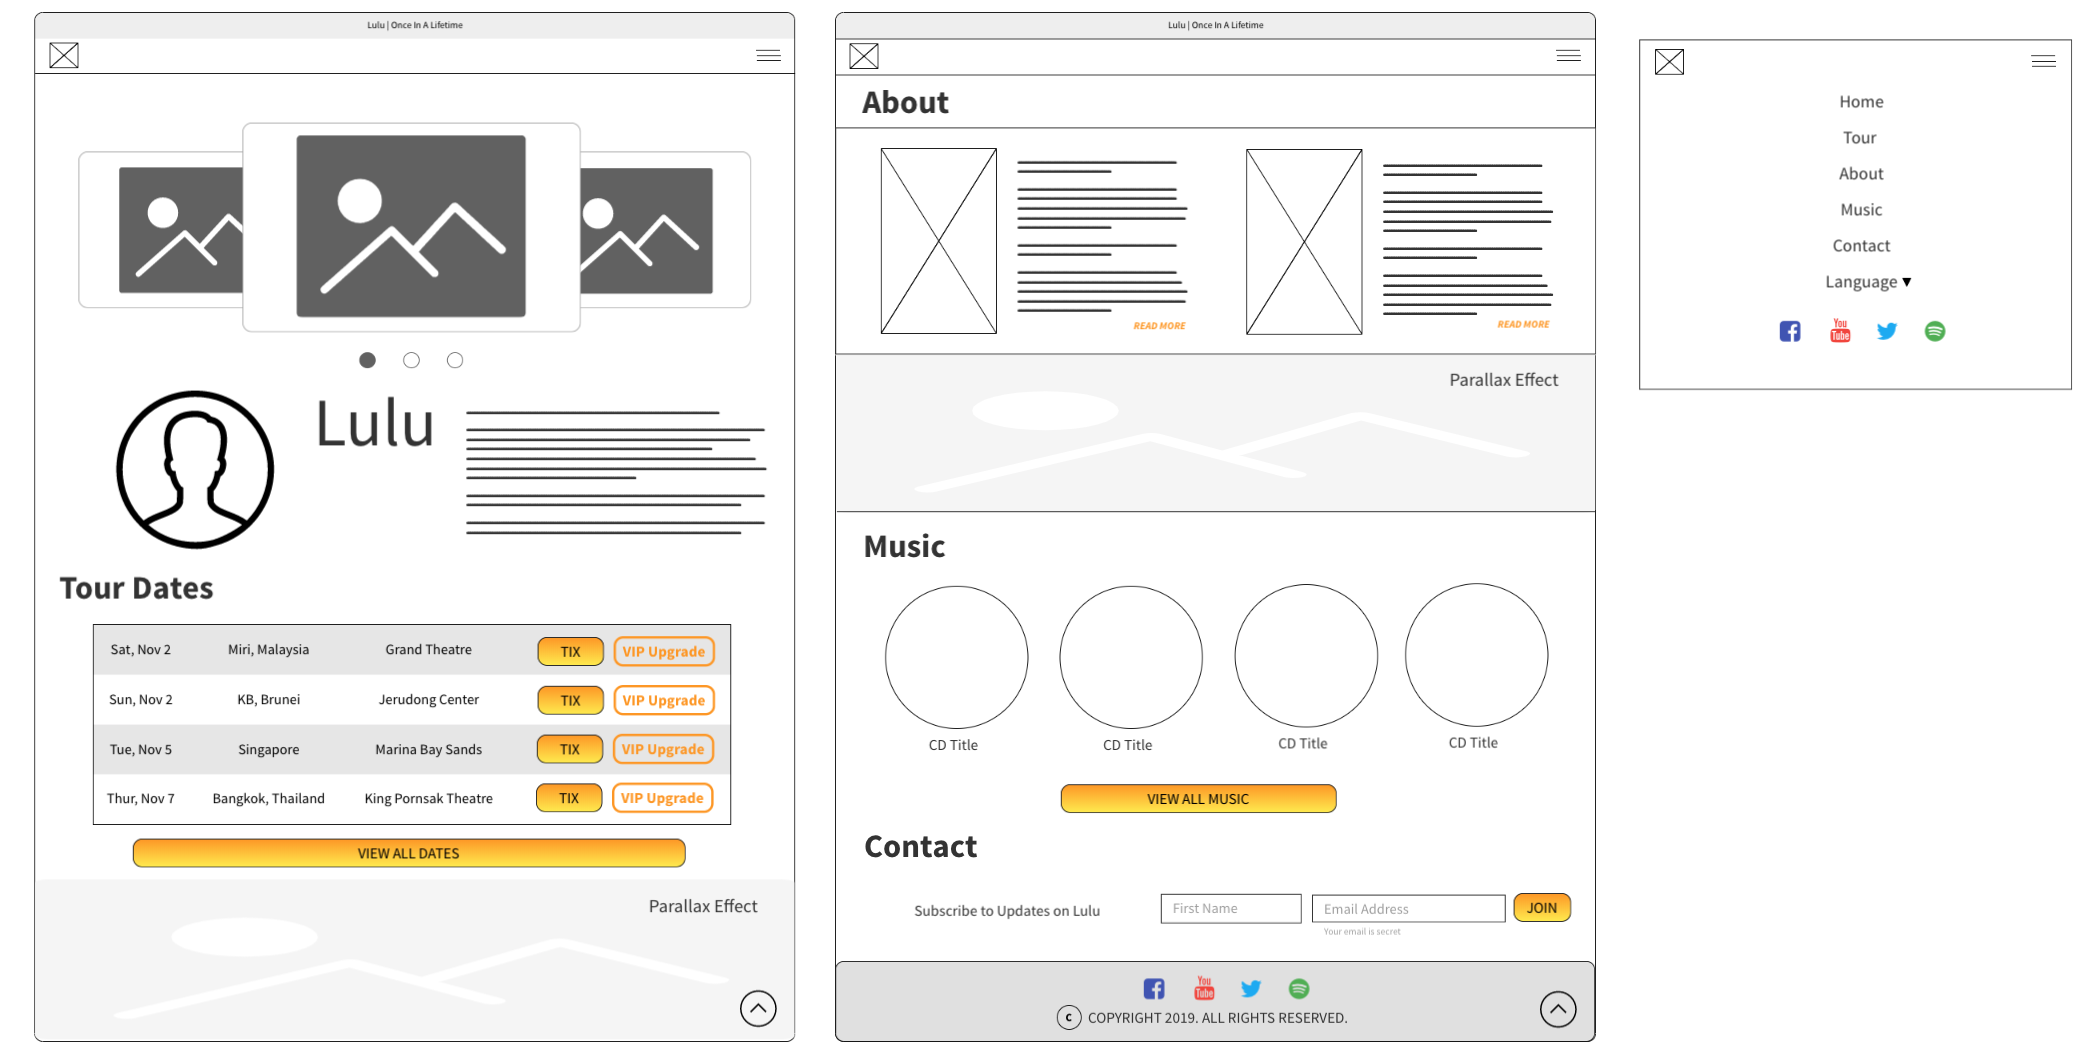 Lulu | Once In A Lifetime
Lulu
Tour Dates
Sat, Nov 2 Miri, Malaysia Grand Theatre TIX VIP Upgrade
Sun, Nov 2 KB, Brunei Jerudong Center TIX VIP Upgrade
Tue, Nov 5 Singapore Marina Bay Sands TIX VIP Upgrade
Thur, Nov 7 Bangkok, Thailand King Pornsak Theatre TIX VIP Upgrade
VIEW ALL DATES
Parallax Effect
Lulu | Once In A Lifetime
About
READ MORE
READ MORE
Parallax Effect
Music
CD Title CD Title CD Title CD Title
VIEW ALL MUSIC
Contact
Subscribe to Updates on Lulu First Name Email Address JOIN
Your email is secret
You
Tube
c COPYRIGHT 2019. ALL RIGHTS RESERVED.
Home
Tour
About
Music
Contact
Language ▼
You
Tube